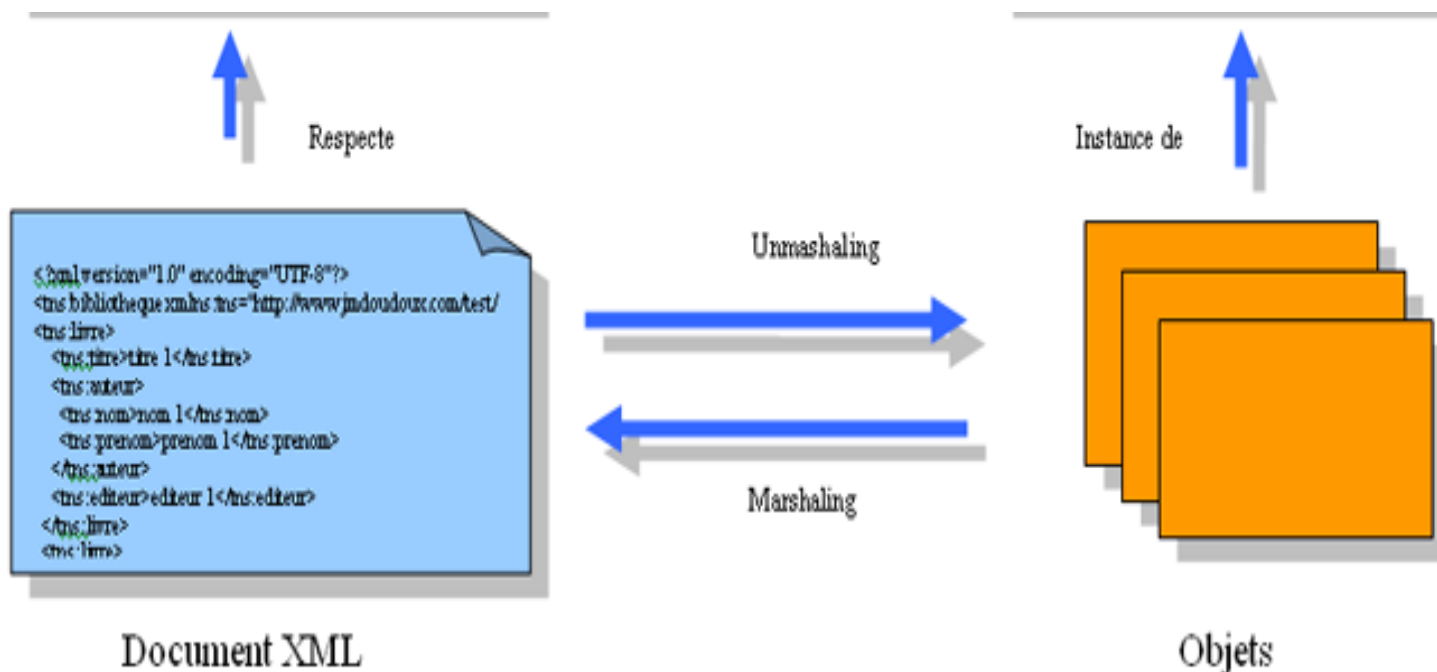 Respecte
Instance de
<?xml version="1.0" encoding="UTF-8"?>
<tns:bibliotheque xmlns:tns="http://www.jmdoudoux.com/test/
<tns:livre>
<tns:titre>titre 1</tns:titre>
<tns:auteur>
<tns:nom>nom 1</tns:nom>
<tns:prenom>prenom 1</tns:prenom>
</tns:auteur>
<tns:editeur>editeur 1</tns:editeur>
</tns:livre>
<tns:livre>
Unmashaling
Marshaling
Document XML
Objets